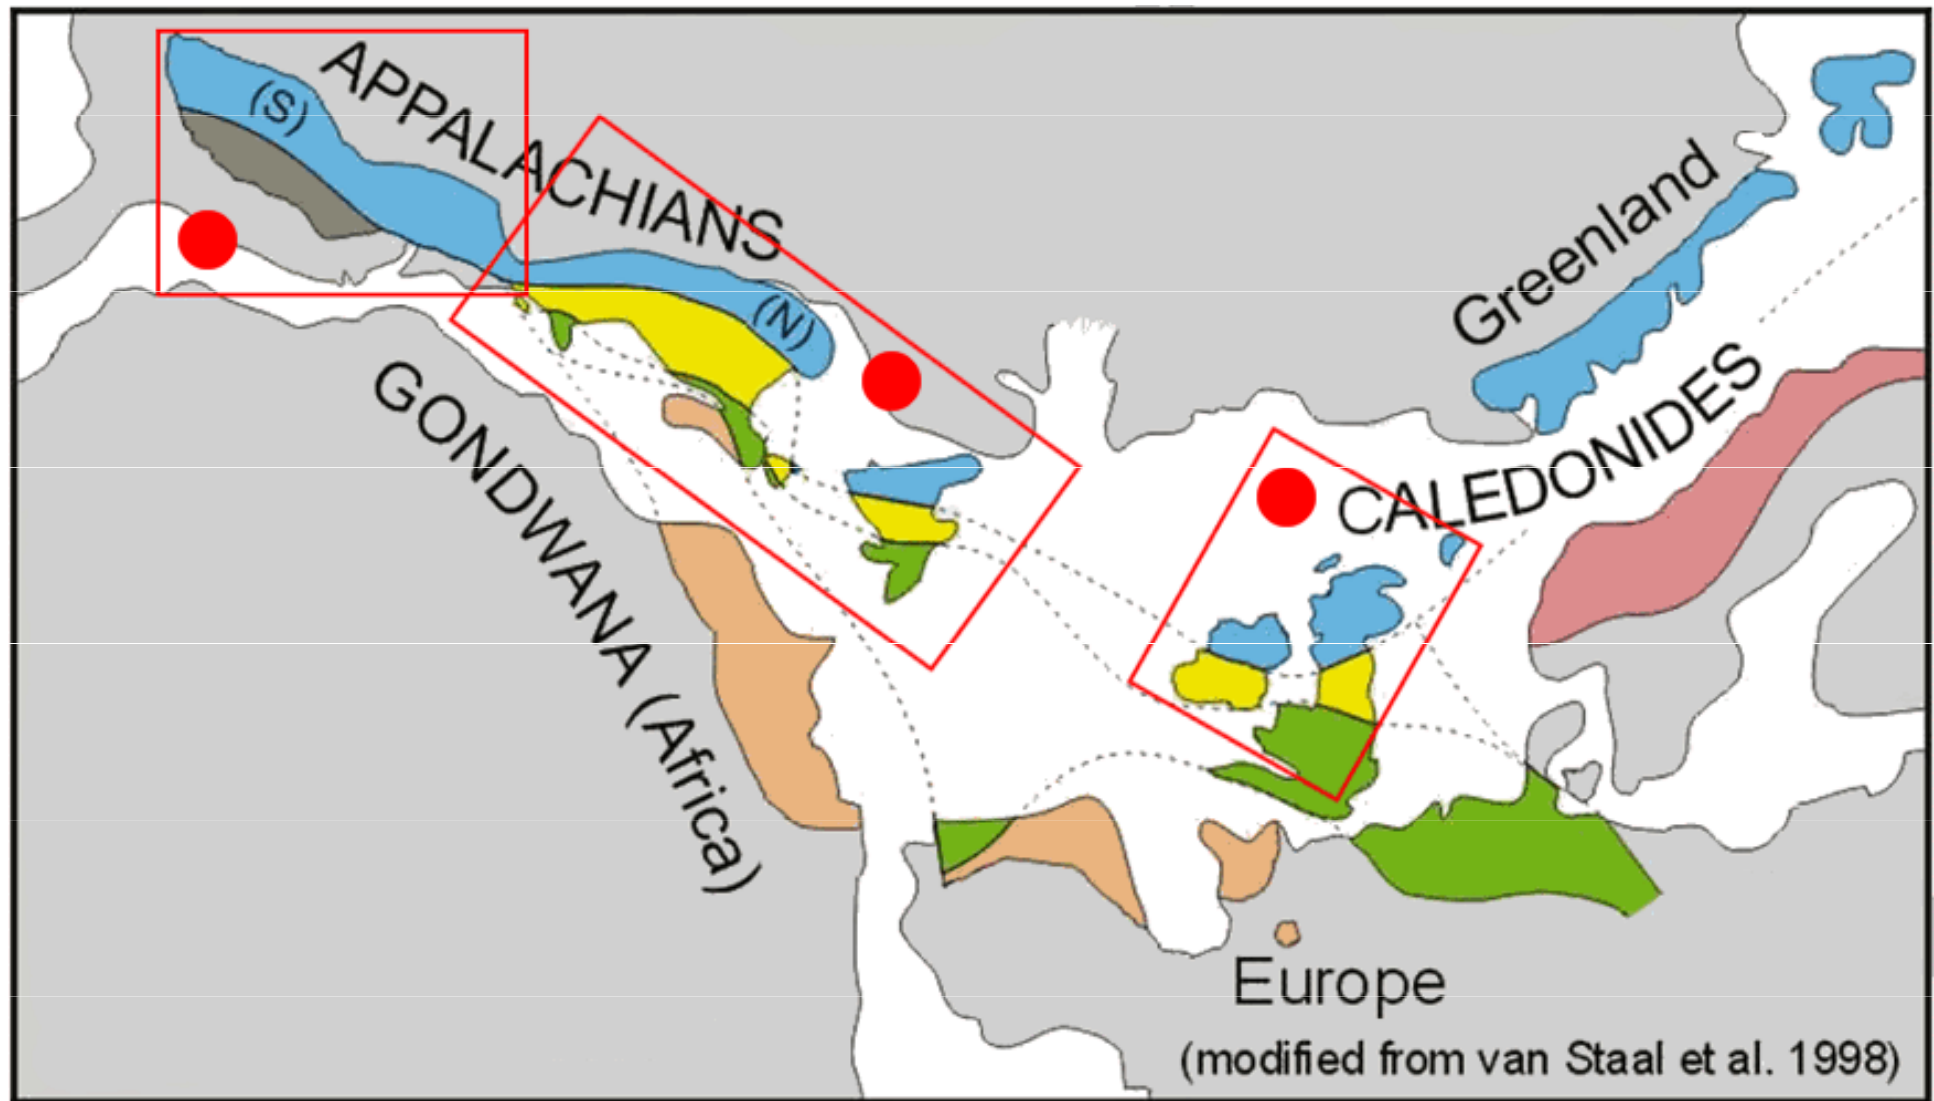 APPALACHIANS
(S)
(N)
Greenland
CALEDONIDES
GONDWANA (Africa)
Europe
(modified from van Staal et al. 1998)